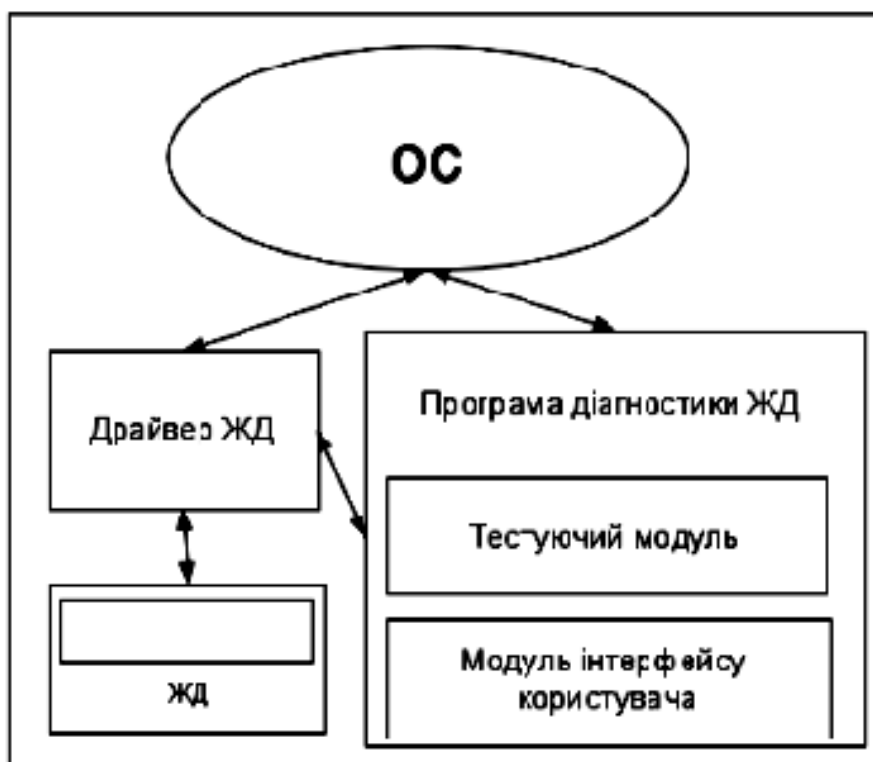 ОС
Драйвер ЖД
Програма діагностики ЖД
Тестуючий модуль
Модуль інтерфейсу
користувача
ЖД